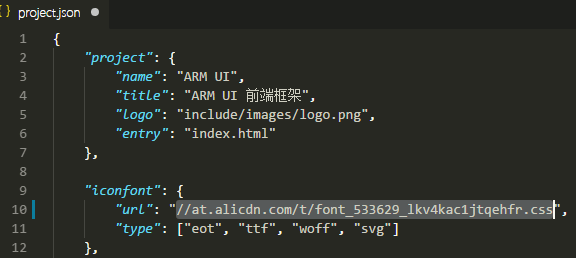 {} project.json
1 {
2 "project": {
3 "name": "ARM UI",
4 "title": "ARM UI 前端框架",
5 "logo": "include/images/logo.png",
6 "entry": "index.html"
7 },
8
9 "iconfont": {
10 "url": "//at.alicdn.com/t/font_533629_lkv4kac1jtqehfr.css",
11 "type": ["eot", "ttf", "woff", "svg"]
12 },